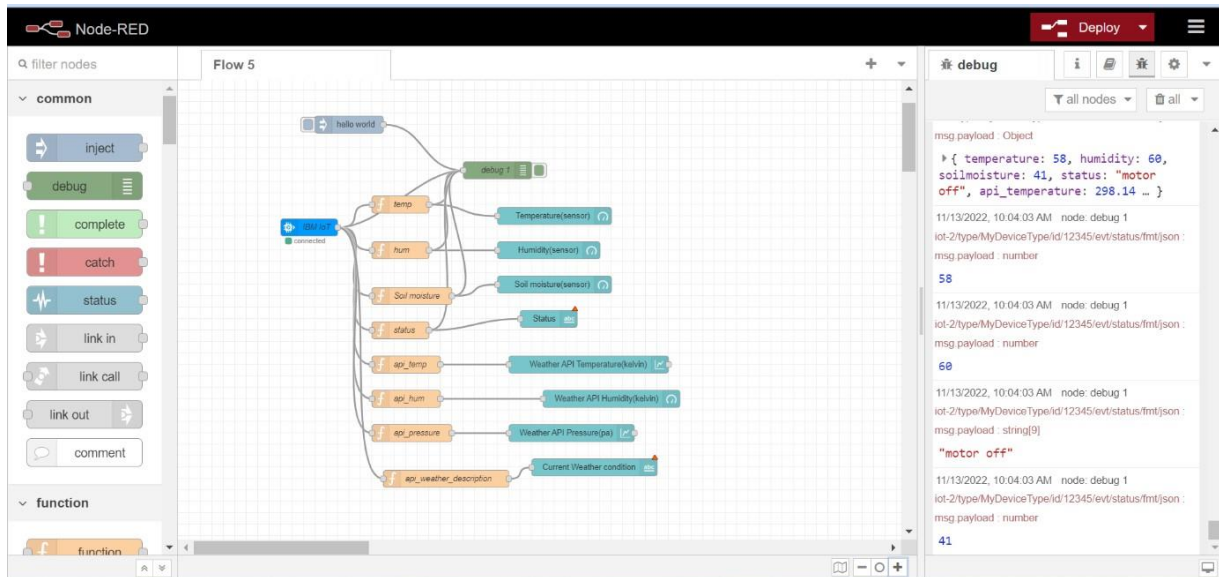 Node-RED
Deploy
filter nodes
Flow 5
debug
i
all nodes
all
common
inject
debug
complete
catch
status
link in
link call
link out
comment
function
function
hello world
debug 1
IBM IoT
connected
temp
Temperature(sensor)
hum
Humidity(sensor)
Soil moisture
Soil moisture(sensor)
status
Status
abc
api_temp
Weather API Temperature(kelvin)
api_hum
Weather API Humidity(kelvin)
api_pressure
Weather API Pressure(pa)
api_weather_description
Current Weather condition
abc
msg.payload : Object
{ temperature: 58, humidity: 60,
soilmoisture: 41, status: "motor
off", api_temperature: 298.14 … }
11/13/2022, 10:04:03 AM node: debug 1
iot-2/type/MyDeviceType/id/12345/evt/status/fmt/json :
msg.payload : number
58
11/13/2022, 10:04:03 AM node: debug 1
iot-2/type/MyDeviceType/id/12345/evt/status/fmt/json :
msg.payload : number
60
11/13/2022, 10:04:03 AM node: debug 1
iot-2/type/MyDeviceType/id/12345/evt/status/fmt/json :
msg.payload : string[9]
"motor off"
11/13/2022, 10:04:03 AM node: debug 1
iot-2/type/MyDeviceType/id/12345/evt/status/fmt/json :
msg.payload : number
41